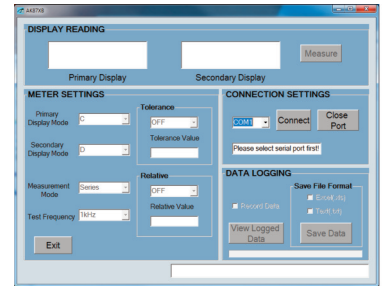 AK87XB
DISPLAY READING
Measure
Primary Display
Secondary Display
METER SETTINGS
Primary
Display Mode
C
Secondary
Display Mode
D
Measurement
Mode
Series
Test Frequency
1kHz
Exit
Tolerance
OFF
Tolerance Value
Relative
OFF
Relative Value
CONNECTION SETTINGS
COM1
Connect
Close
Port
Please select serial port first!
DATA LOGGING
Record Data
View Logged
Data
Save File Format
Excel(.xls)
Text(.txt)
Save Data